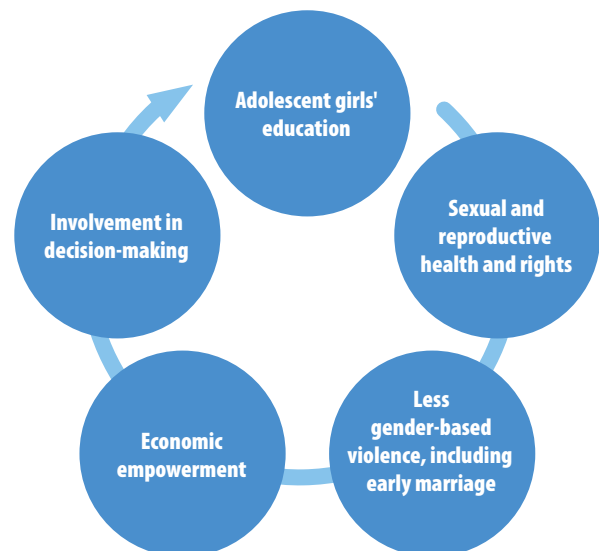 Adolescent girls'
education
Sexual and
reproductive
health and rights
Less
gender-based
violence, including
early marriage
Economic
empowerment
Involvement in
decision-making